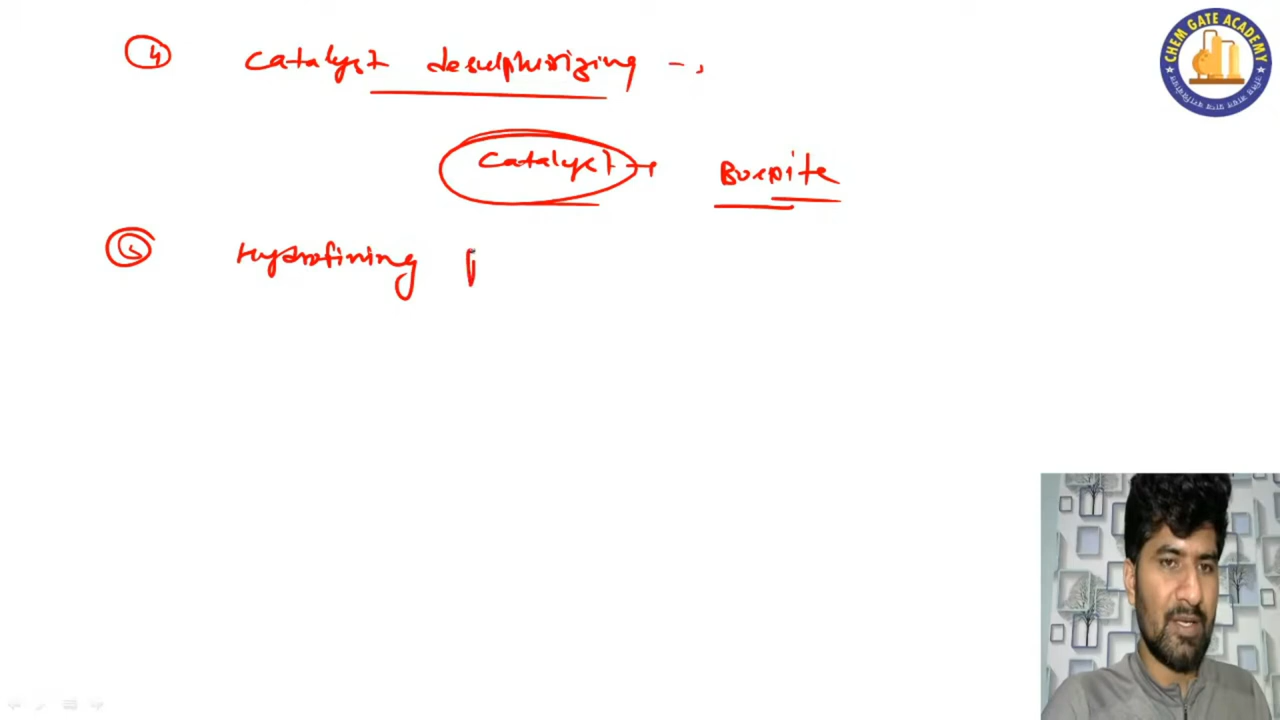 ④ Catalyst desulphurizing →
Catalyst → Bauxite
⑤ Hydrofining
CHEM GATE ACADEMY